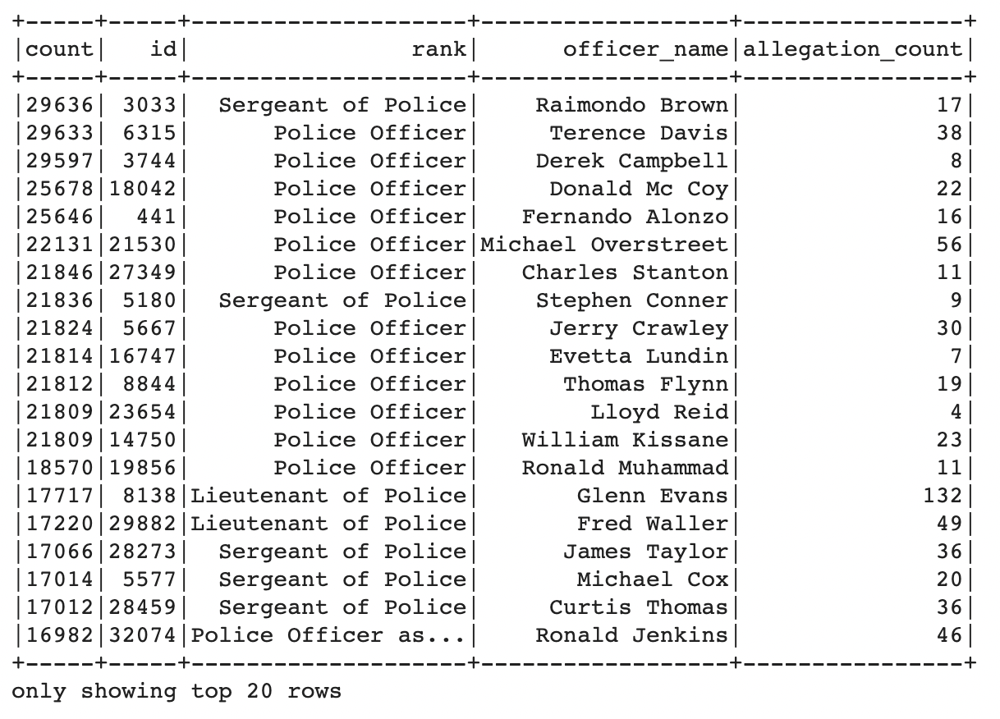 +-----+-----+--------------------+------------------+----------------+
|count|   id|                rank|      officer_name|allegation_count|
+-----+-----+--------------------+------------------+----------------+
|29636| 3033|  Sergeant of Police|    Raimondo Brown|              17|
|29633| 6315|      Police Officer|     Terence Davis|              38|
|29597| 3744|      Police Officer|    Derek Campbell|               8|
|25678|18042|      Police Officer|     Donald Mc Coy|              22|
|25646|  441|      Police Officer|   Fernando Alonzo|              16|
|22131|21530|      Police Officer|Michael Overstreet|              56|
|21846|27349|      Police Officer|   Charles Stanton|              11|
|21836| 5180|  Sergeant of Police|    Stephen Conner|               9|
|21824| 5667|      Police Officer|     Jerry Crawley|              30|
|21814|16747|      Police Officer|     Evetta Lundin|               7|
|21812| 8844|      Police Officer|      Thomas Flynn|              19|
|21809|23654|      Police Officer|        Lloyd Reid|               4|
|21809|14750|      Police Officer|   William Kissane|              23|
|18570|19856|      Police Officer|   Ronald Muhammad|              11|
|17717| 8138|Lieutenant of Police|       Glenn Evans|             132|
|17220|29882|Lieutenant of Police|       Fred Waller|              49|
|17066|28273|  Sergeant of Police|      James Taylor|              36|
|17014| 5577|  Sergeant of Police|       Michael Cox|              20|
|17012|28459|  Sergeant of Police|     Curtis Thomas|              36|
|16982|32074|Police Officer as...|    Ronald Jenkins|              46|
+-----+-----+--------------------+------------------+----------------+
only showing top 20 rows